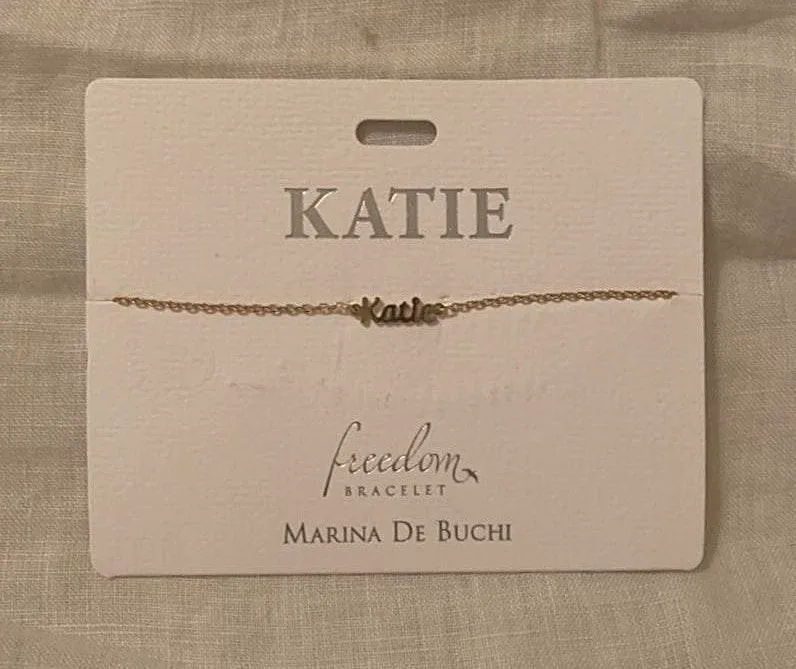 KATIE
Katie
freedom
BRACELET
MARINA DE BUCHI